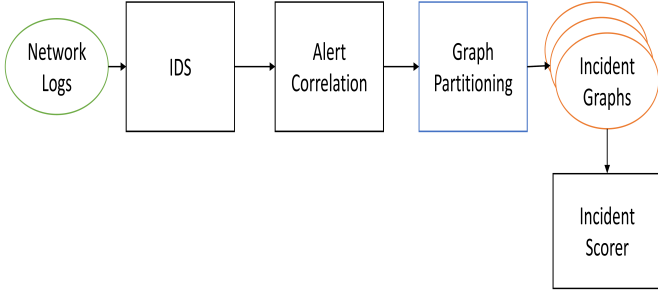 Network
Logs
IDS
Alert
Correlation
Graph
Partitioning
Incident
Graphs
Incident
Scorer